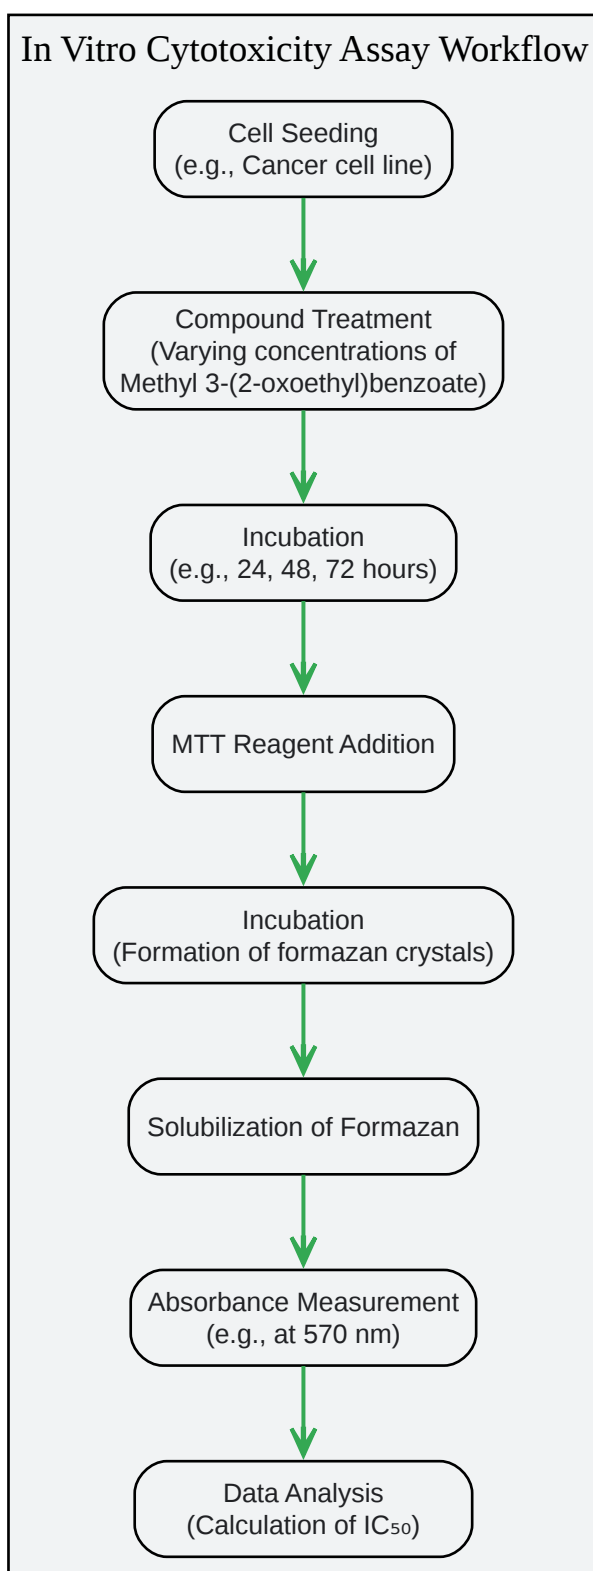 In Vitro Cytotoxicity Assay Workflow
Cell Seeding
(e.g., Cancer cell line)
Compound Treatment
(Varying concentrations of
Methyl 3-(2-oxoethyl)benzoate)
Incubation
(e.g., 24, 48, 72 hours)
MTT Reagent Addition
Incubation
(Formation of formazan crystals)
Solubilization of Formazan
Absorbance Measurement
(e.g., at 570 nm)
Data Analysis
(Calculation of IC₅₀)